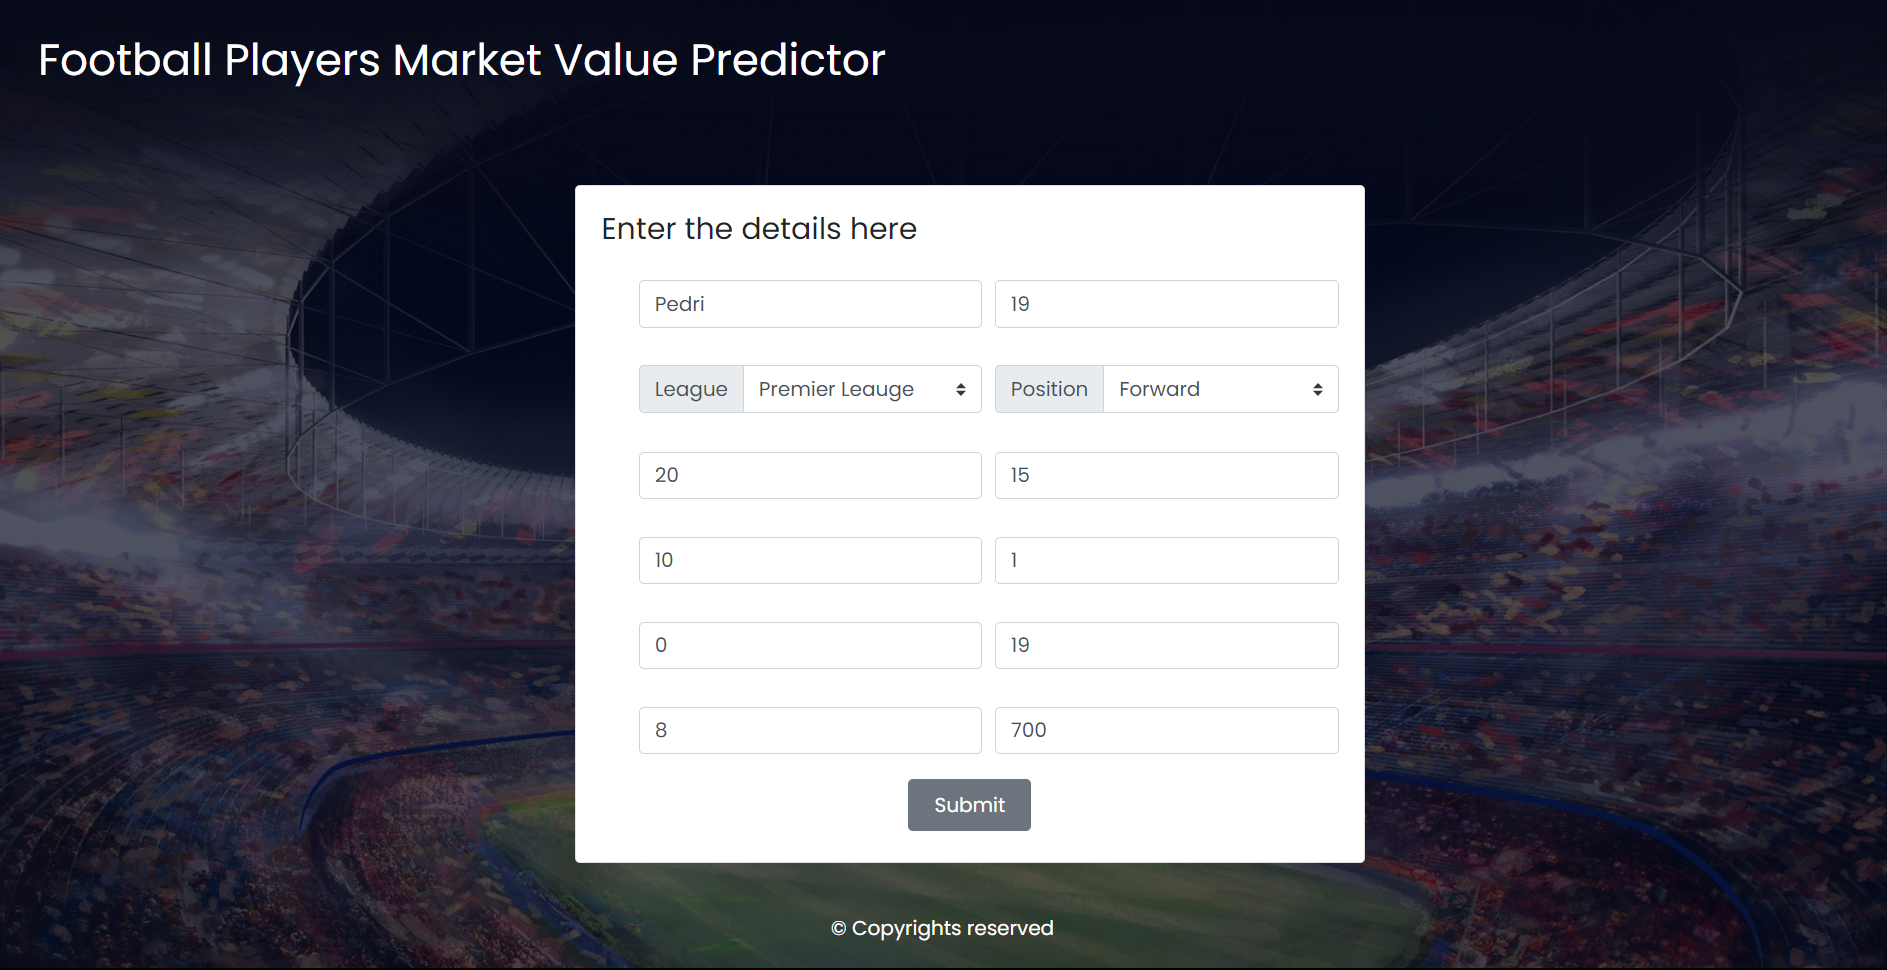 Football Players Market Value Predictor
Enter the details here
Pedri 19
League Premier Leauge Position Forward
20 15
10 1
0 19
8 700
Submit
© Copyrights reserved